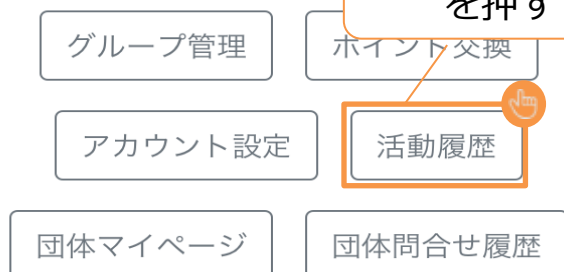 を押す
グループ管理
ポイント交換
アカウント設定
活動履歴
団体マイページ
団体問合せ履歴